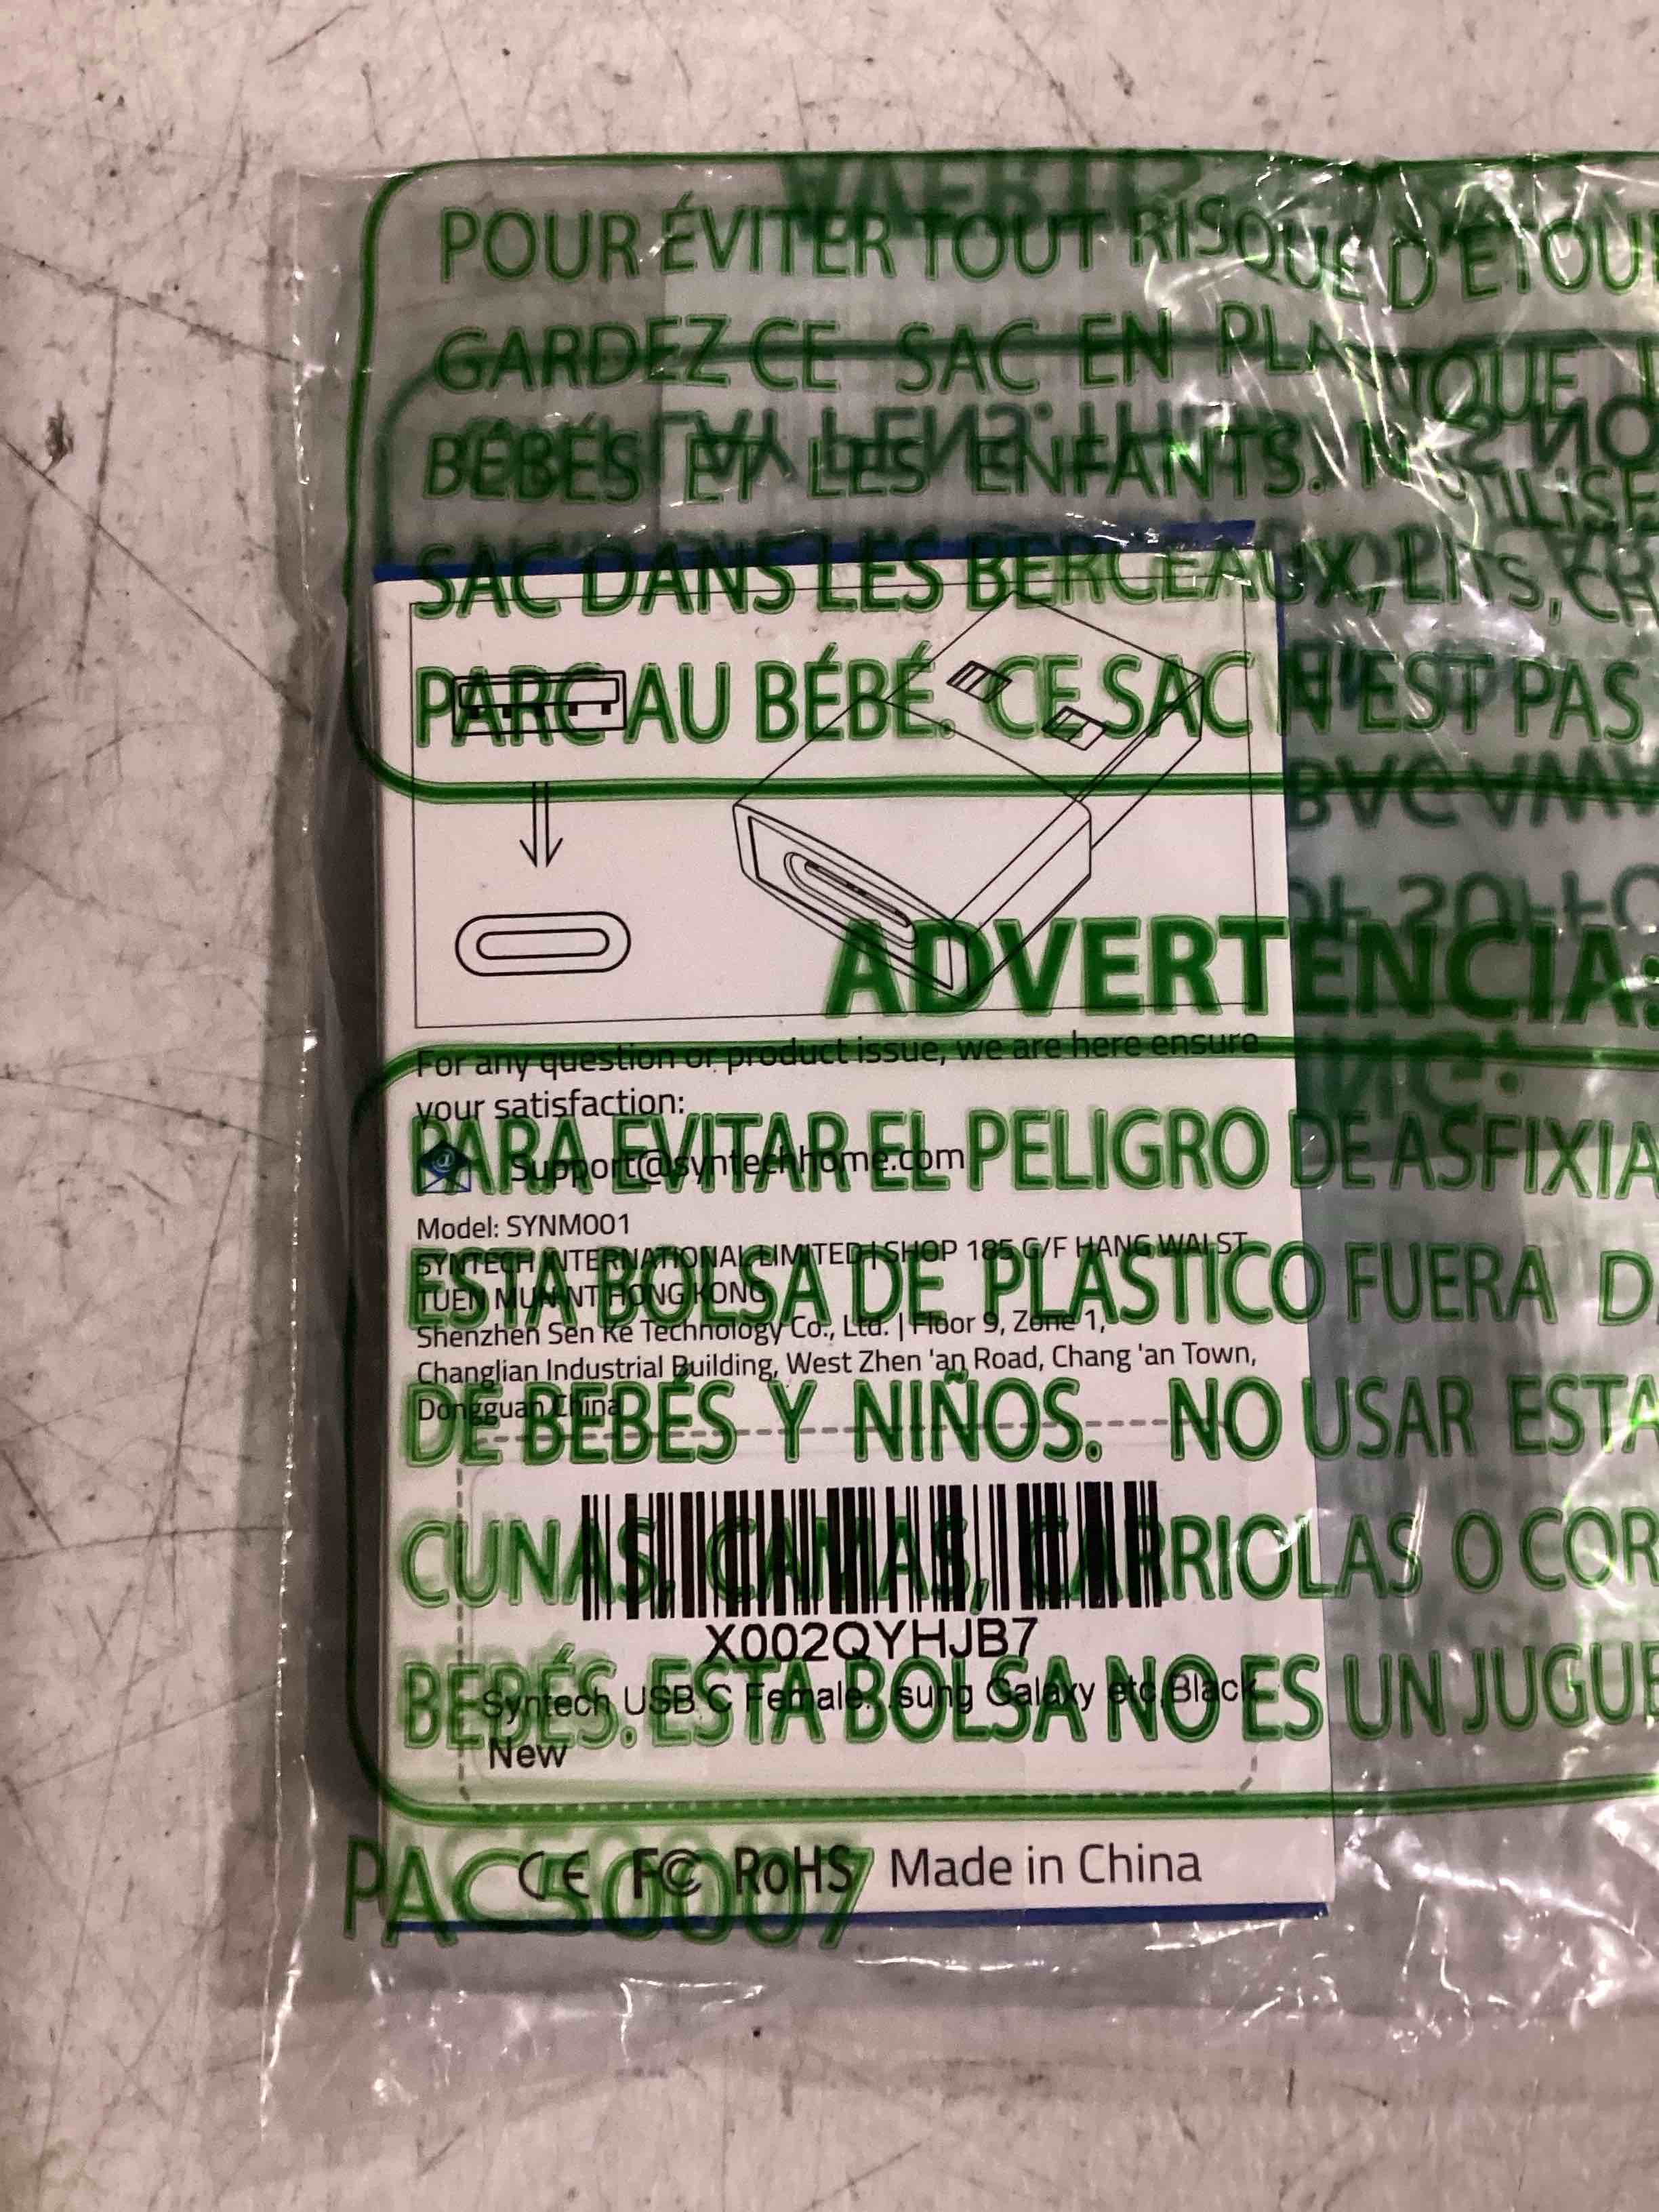 POUR ÉVITER TOUT RISQUE D'ÉTOU
GARDEZ CE SAC EN
BÉBÉS ET LES ENFANTS.
SAC DANS LES BERCEAUX, LITS,
PARC AU BÉBÉ. CE SAC N'EST PAS
ADVERTENCIA:
For any question or product issue, we are here ensure
your satisfaction:
PARA EVITAR EL PELIGRO DE ASFIXIA
Support@syntechhome.com
Model: SYNM001
SYNTECH INTERNATIONAL LIMITED | SHOP 185 G/F HANG WAI ST
ESTA BOLSA DE PLASTICO FUERA D
TUEN MUN NT HONG KONG
Shenzhen Sen Ke Technology Co., Ltd. | Floor 9, Zone 1,
Changlian Industrial Building, West Zhen 'an Road, Chang 'an Town,
Dongguan,China
DE BEBÉS Y NIÑOS. NO USAR ESTA
CUNAS, CAMAS, CARRIOLAS O COR
X002QYHJB7
BEBÉS. ESTA BOLSA NO ES UN JUGUE
Syntech USB C Female...sung Galaxy etc.Black
New
CE FC RoHS Made in China
PAC50007